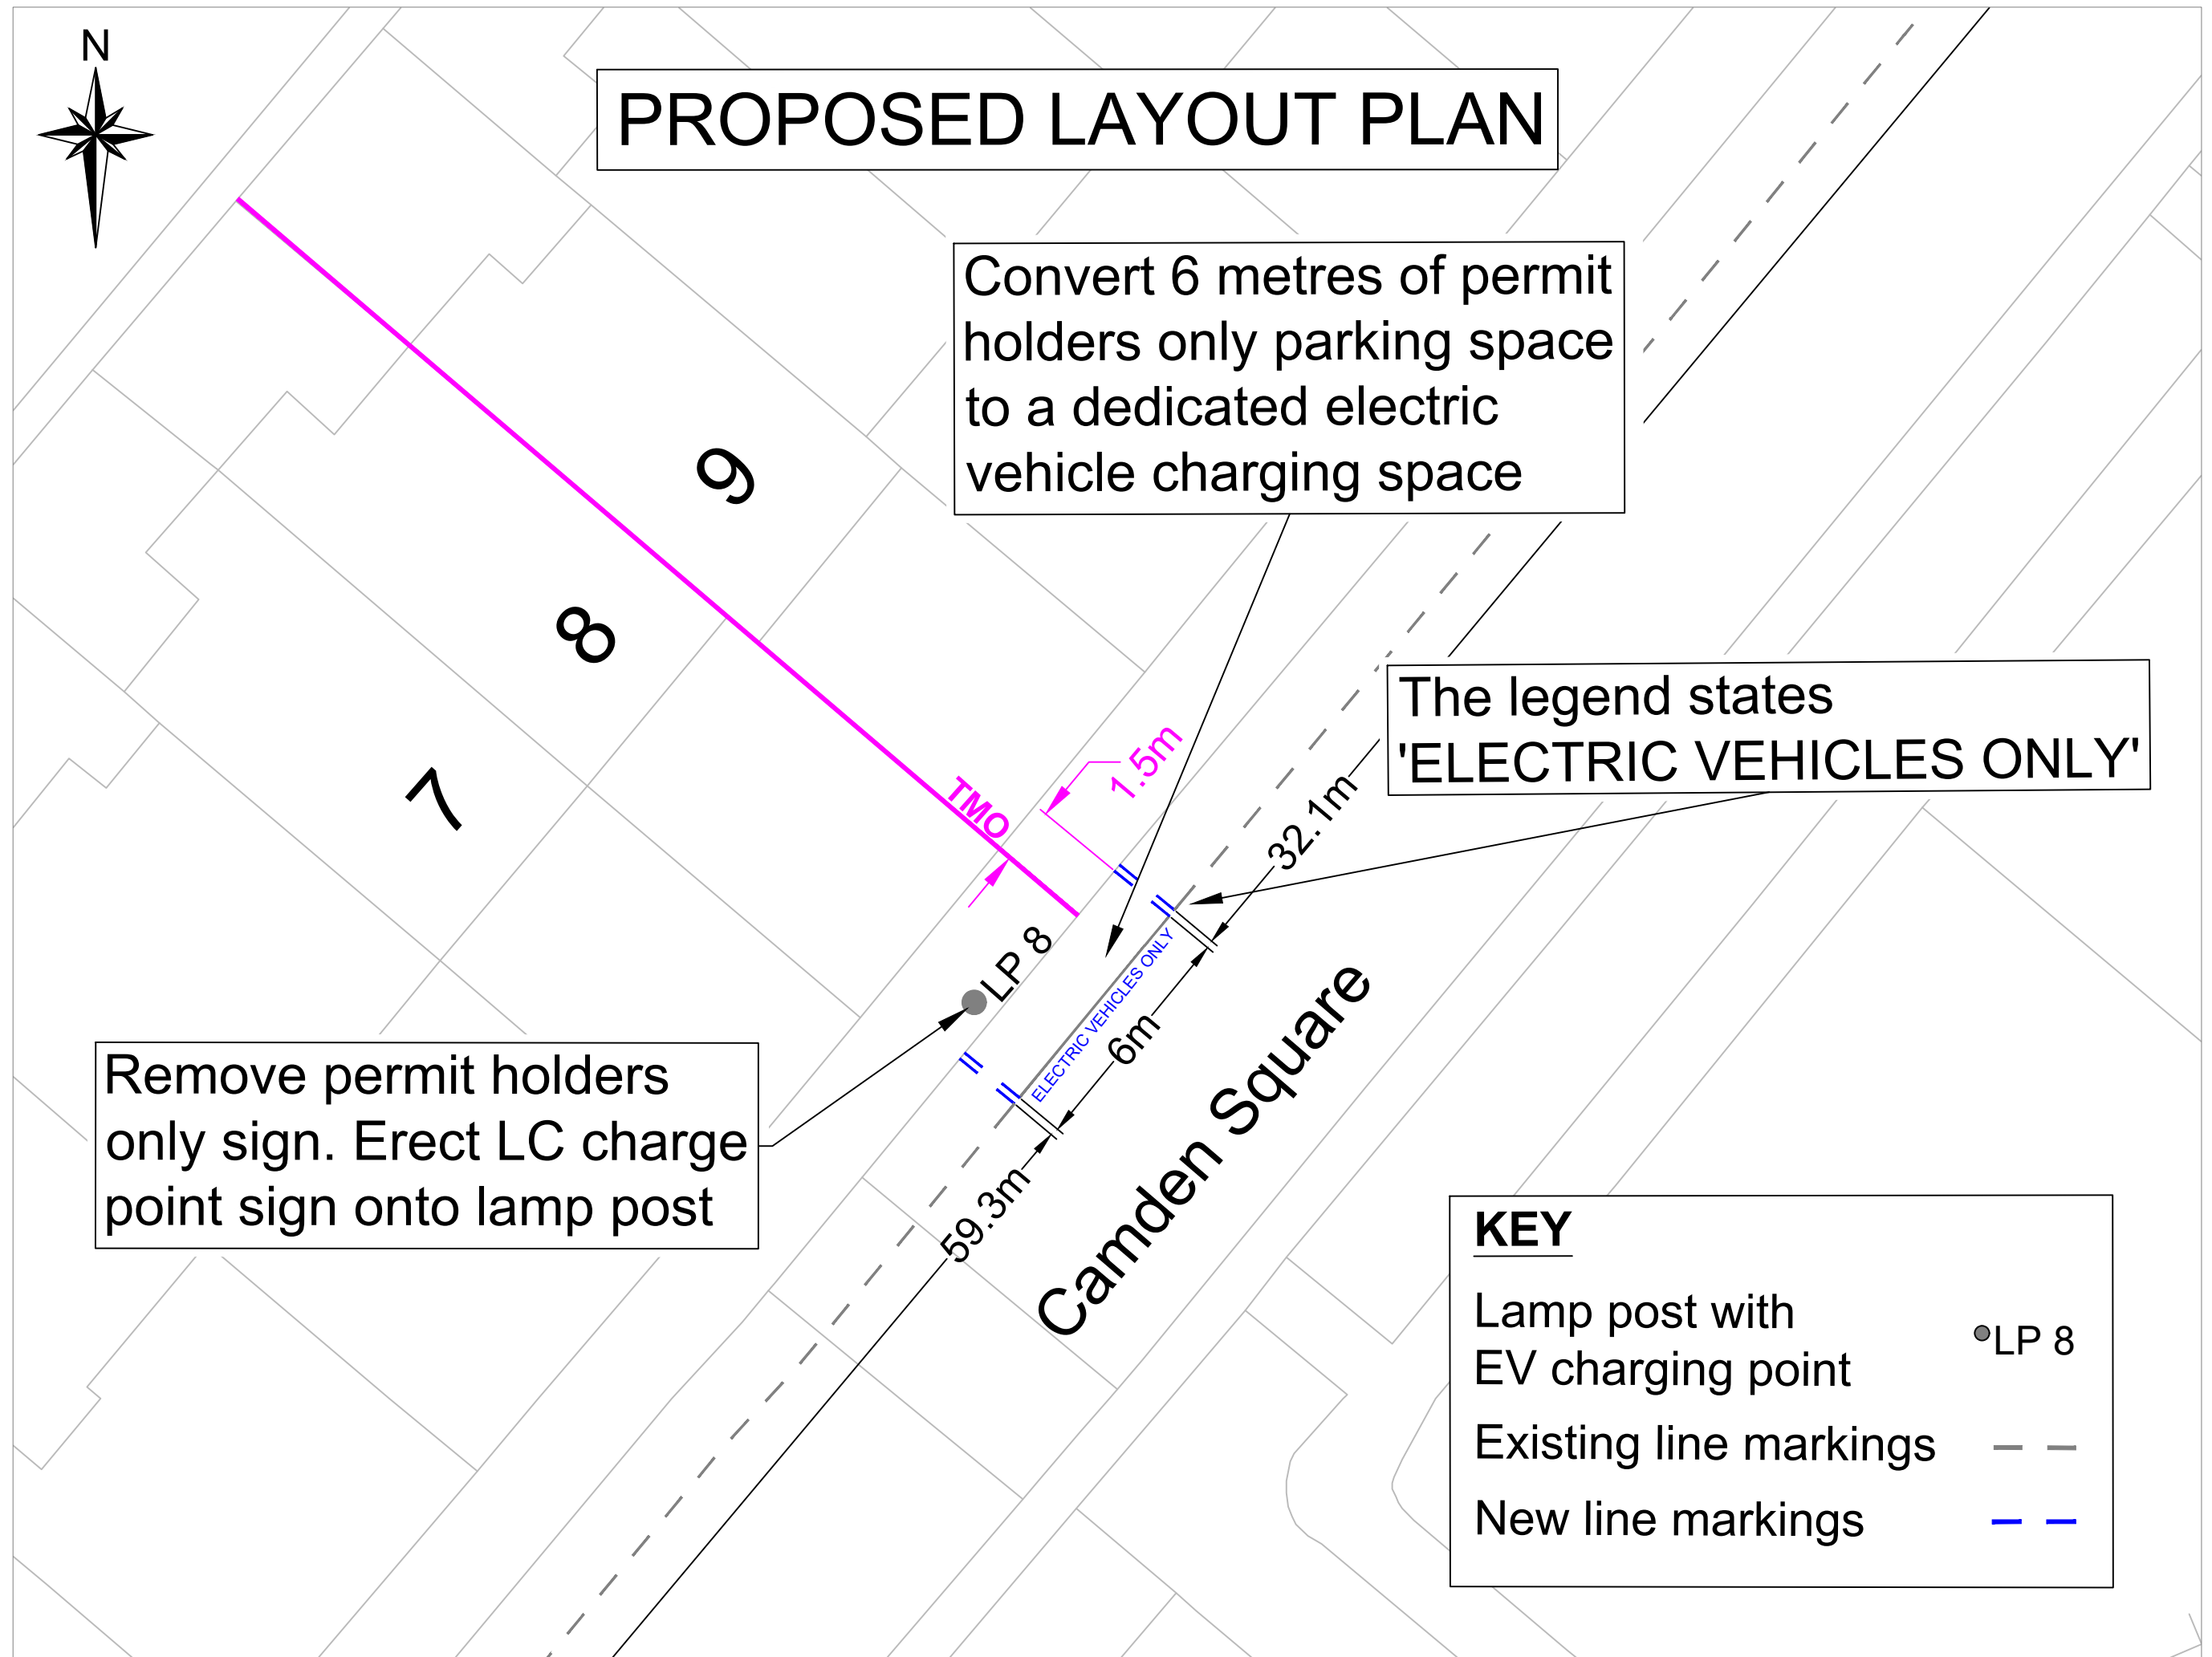 N
PROPOSED LAYOUT PLAN
Convert 6 metres of permit
holders only parking space
to a dedicated electric
vehicle charging space
9
8
7
The legend states
'ELECTRIC VEHICLES ONLY'
TMO
1.5m
32.1m
LP 8
ELECTRIC VEHICLES ONLY
6m
59.3m
Camden Square
Remove permit holders
only sign. Erect LC charge
point sign onto lamp post
KEY
Lamp post with
EV charging point
LP 8
Existing line markings
New line markings